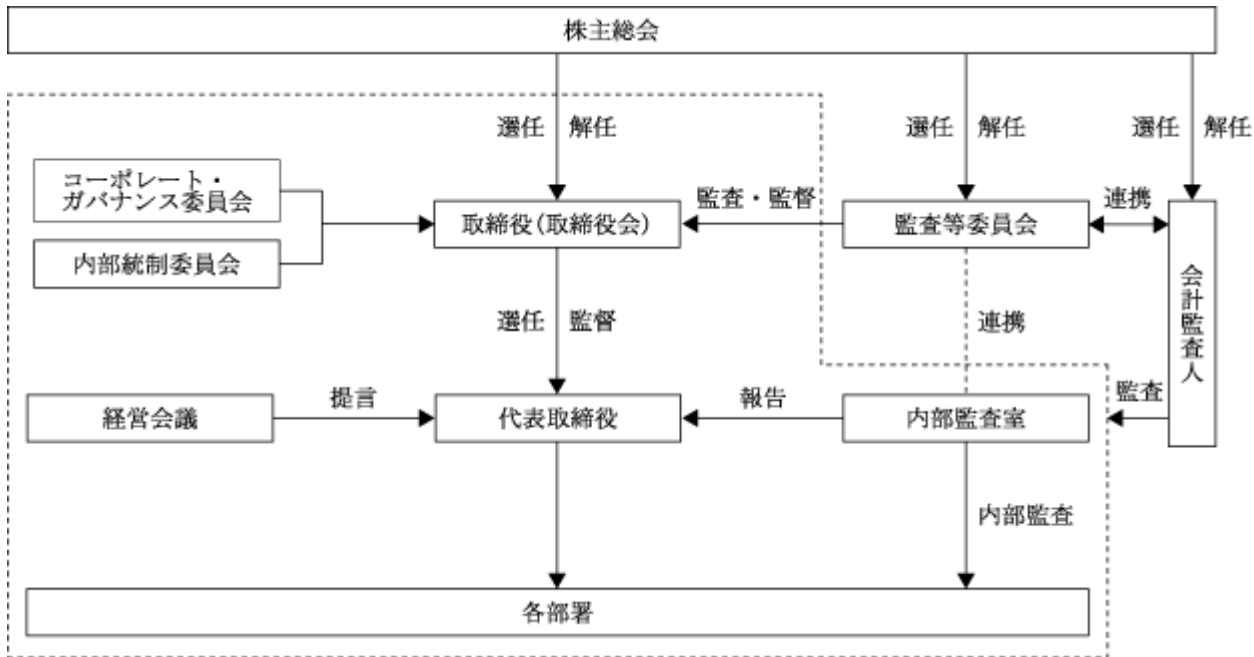 株主総会
選任 解任
選任 解任
選任 解任
コーポレート・
ガバナンス委員会
内部統制委員会
取締役(取締役会)
監査・監督
監査等委員会
連携
会計監査人
選任 監督
連携
経営会議
提言
代表取締役
報告
内部監査室
監査
内部監査
各部署